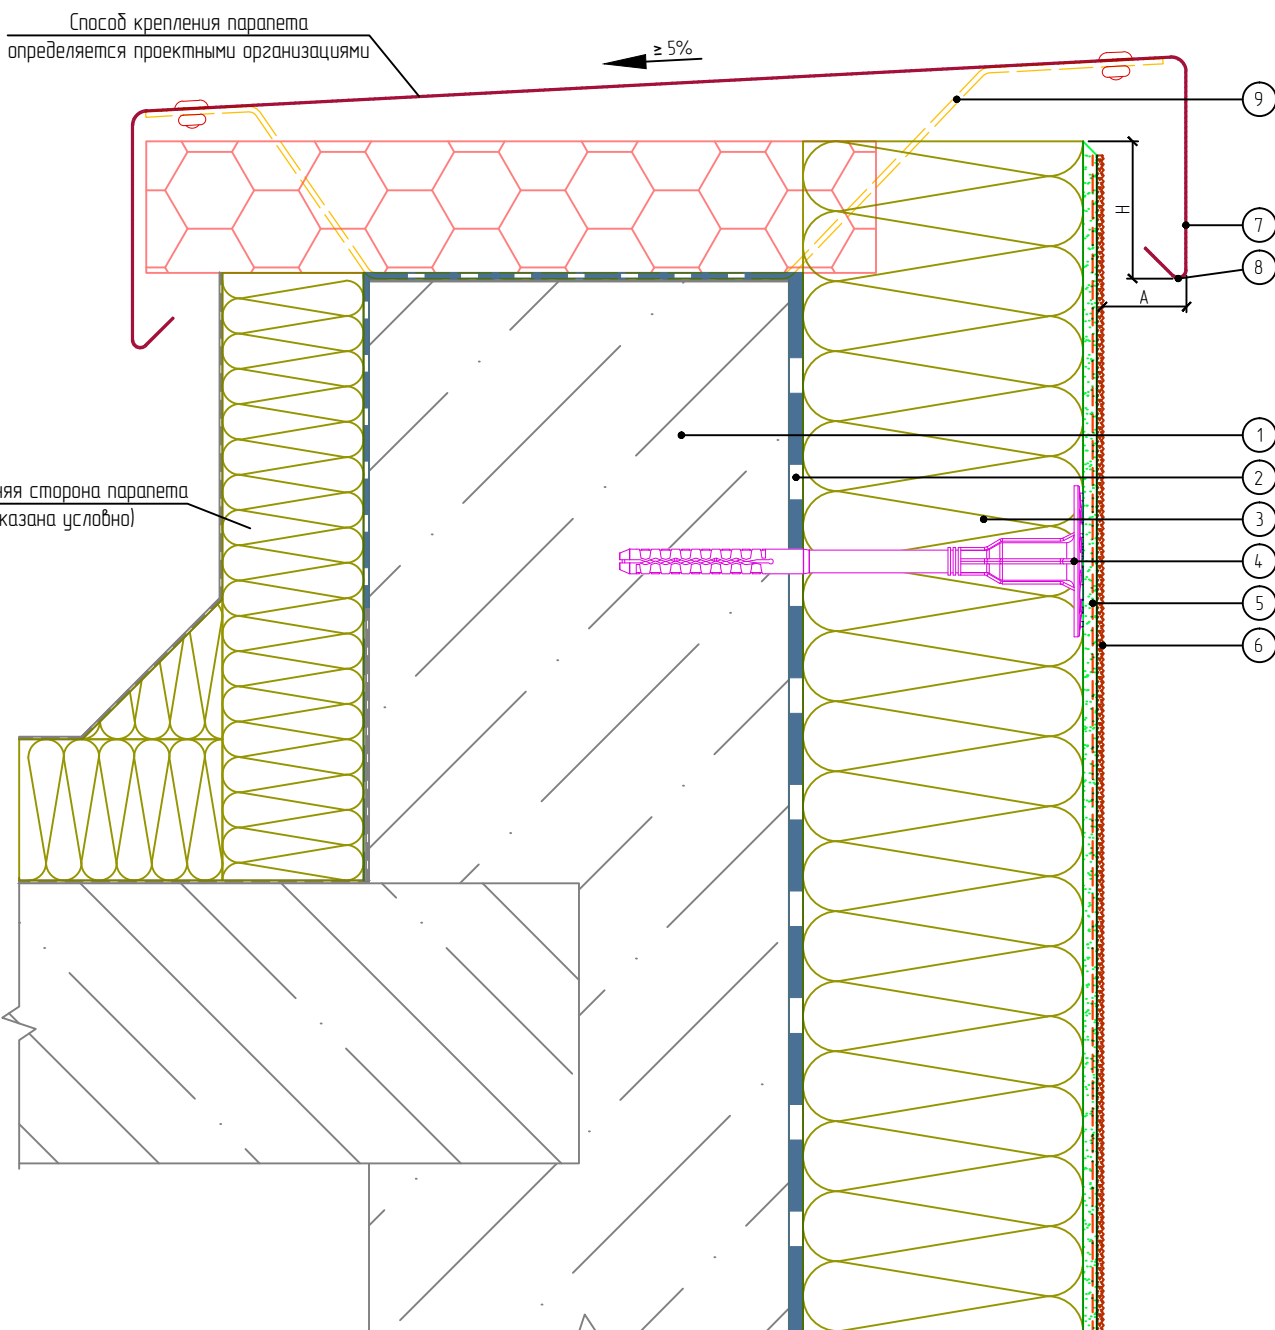 Способ крепления парапета
определяется проектными организациями
≥ 5%
9
H
7
8
A
1
2
няя сторона парапета
3
казана условно)
4
5
6